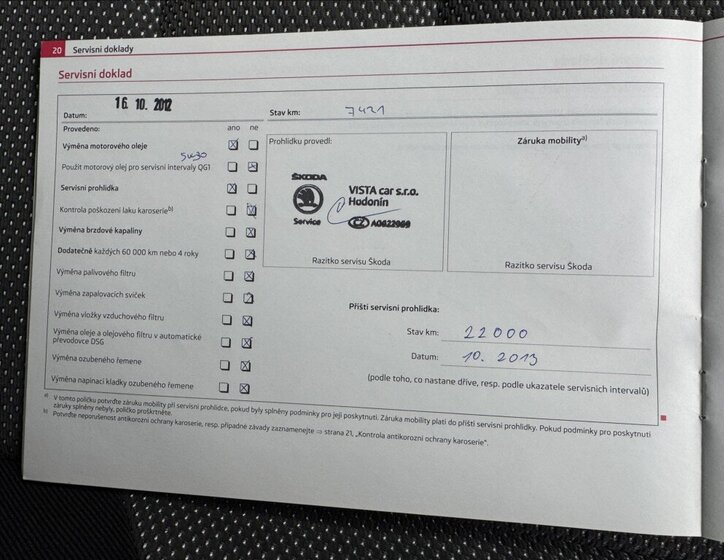 20 Servisní doklady
Servisní doklad
Datum: 16. 10. 2012
Stav km: 7421
Provedeno: ano ne
Výměna motorového oleje
5W30
Použit motorový olej pro servisní intervaly QG1
Servisní prohlídka
Kontrola poškození laku karoserie b)
Výměna brzdové kapaliny
Dodatečně každých 60 000 km nebo 4 roky
Výměna palivového filtru
Výměna zapalovacích svíček
Výměna vložky vzduchového filtru
Výměna oleje a olejového filtru v automatické
převodovce DSG
Výměna ozubeného řemene
Výměna napínací kladky ozubeného řemene
Prohlídku provedl:
ŠKODA
Service
VISTA car s.r.o.
Hodonín
CZ A0622969
Razítko servisu Škoda
Záruka mobility a)
Razítko servisu Škoda
Příští servisní prohlídka:
Stav km: 22000
Datum: 10. 2013
(podle toho, co nastane dříve, resp. podle ukazatele servisních intervalů)
a) V tomto políčku potvrďte záruku mobility při servisní prohlídce, pokud byly splněny podmínky pro její poskytnutí. Záruka mobility platí do příští servisní prohlídky. Pokud podmínky pro poskytnutí
záruky splněny nebyly, políčko proškrtněte.
b) Potvrďte neporušenost antikorozní ochrany karoserie, resp. případné závady zaznamenejte ⇒ strana 21, „Kontrola antikorozní ochrany karoserie“.